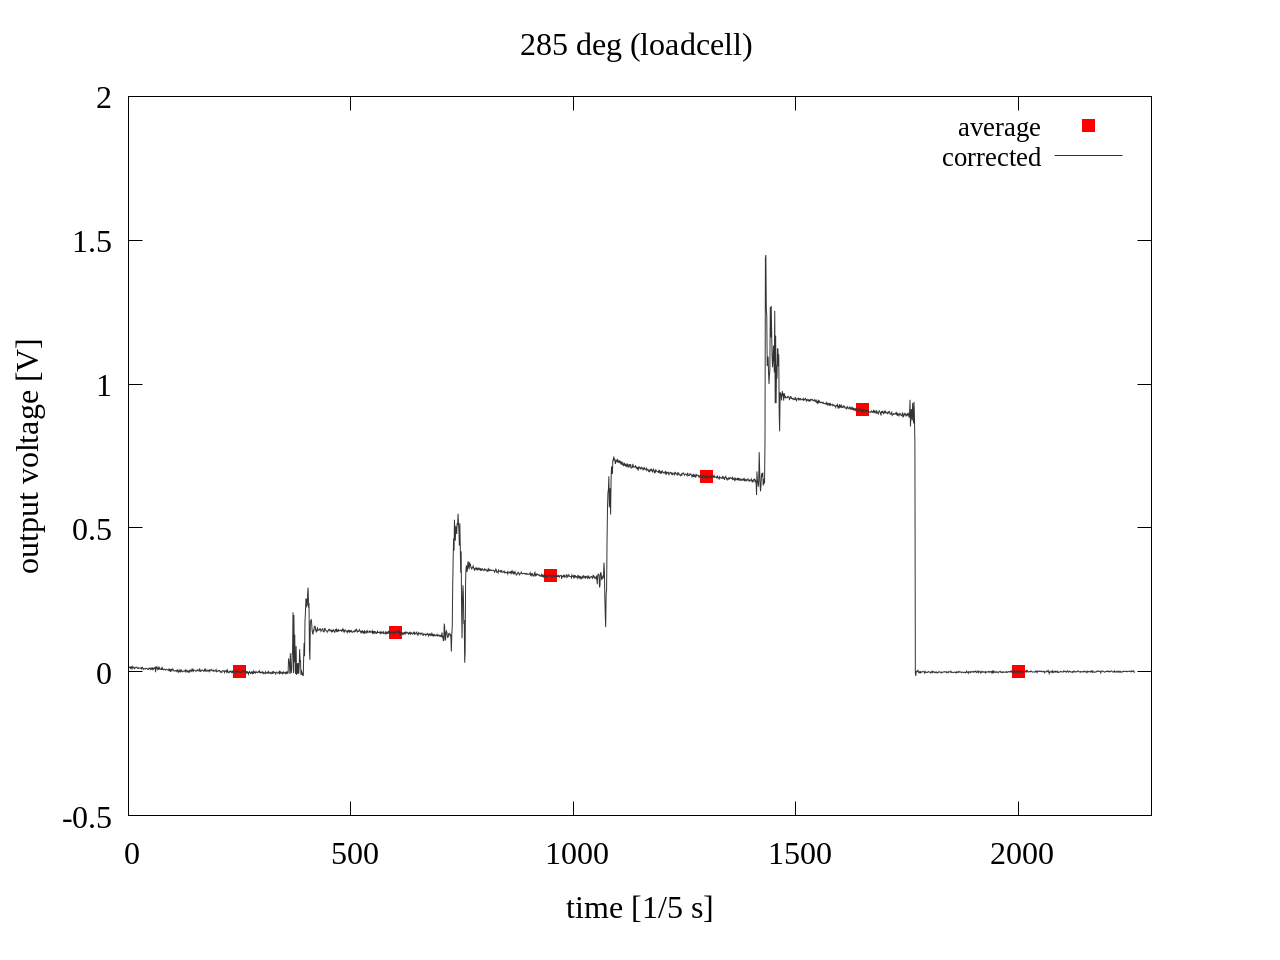 285 deg (loadcell)
2
1.5
1
0.5
0
-0.5
output voltage [V]
average
corrected
0 500 1000 1500 2000
time [1/5 s]